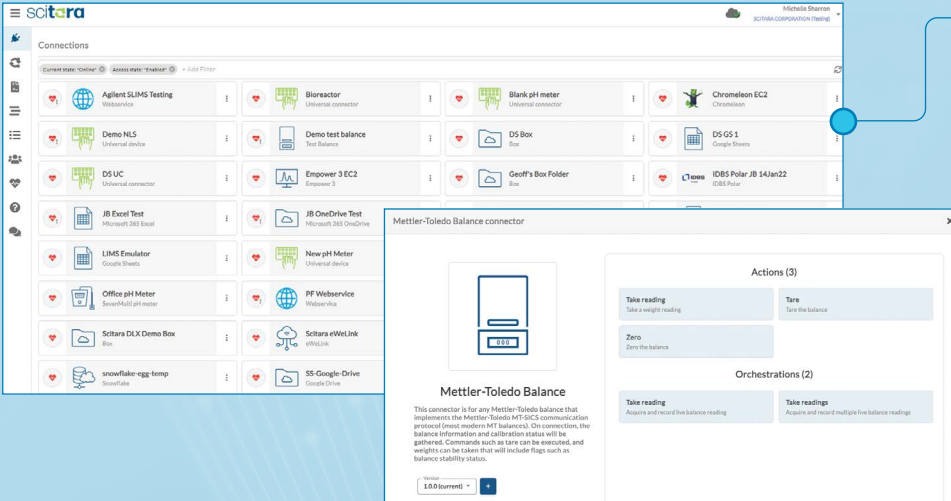 scitara
Michelle Sharron
SCITARA CORPORATION (Testing)
Connections
Current state: "Online"
Access state: "Enabled"
+ Add Filter
Agilent SLIMS Testing
Webservice
Bioreactor
Universal connector
Blank pH meter
Universal connector
Chromeleon EC2
Chromeleon
Demo NLS
Universal device
Demo test balance
Test Balance
DS Box
Box
DS GS 1
Google Sheets
DS UC
Universal connector
Empower 3 EC2
Empower 3
Geoff's Box Folder
Box
IDBS
IDBS Polar JB 14Jan22
IDBS Polar
JB Excel Test
Microsoft 365 Excel
JB OneDrive Test
Microsoft 365 OneDrive
LIMS Emulator
Google Sheets
New pH Meter
Universal device
Office pH Meter
SevenMulti pH meter
PF Webservice
Webservice
Scitara DLX Demo Box
Box
Scitara eWeLink
eWeLink
snowflake-egg-temp
Snowflake
SS-Google-Drive
Google Drive
Mettler-Toledo Balance connector
000
Mettler-Toledo Balance
This connector is for any Mettler-Toledo balance that
implements the Mettler-Toledo MT-SICS communication
protocol (most modern MT balances). On connection, the
balance information and calibration status will be
gathered. Commands such as tare can be executed, and
weights can be taken that will include flags such as
balance stability status.
Version
1.0.0 (current)
+
Actions (3)
Take reading
Take a weight reading
Tare
Tare the balance
Zero
Zero the balance
Orchestrations (2)
Take reading
Acquire and record live balance reading
Take readings
Acquire and record multiple live balance readings